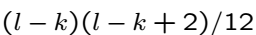 (l − k)(l − k + 2)/12